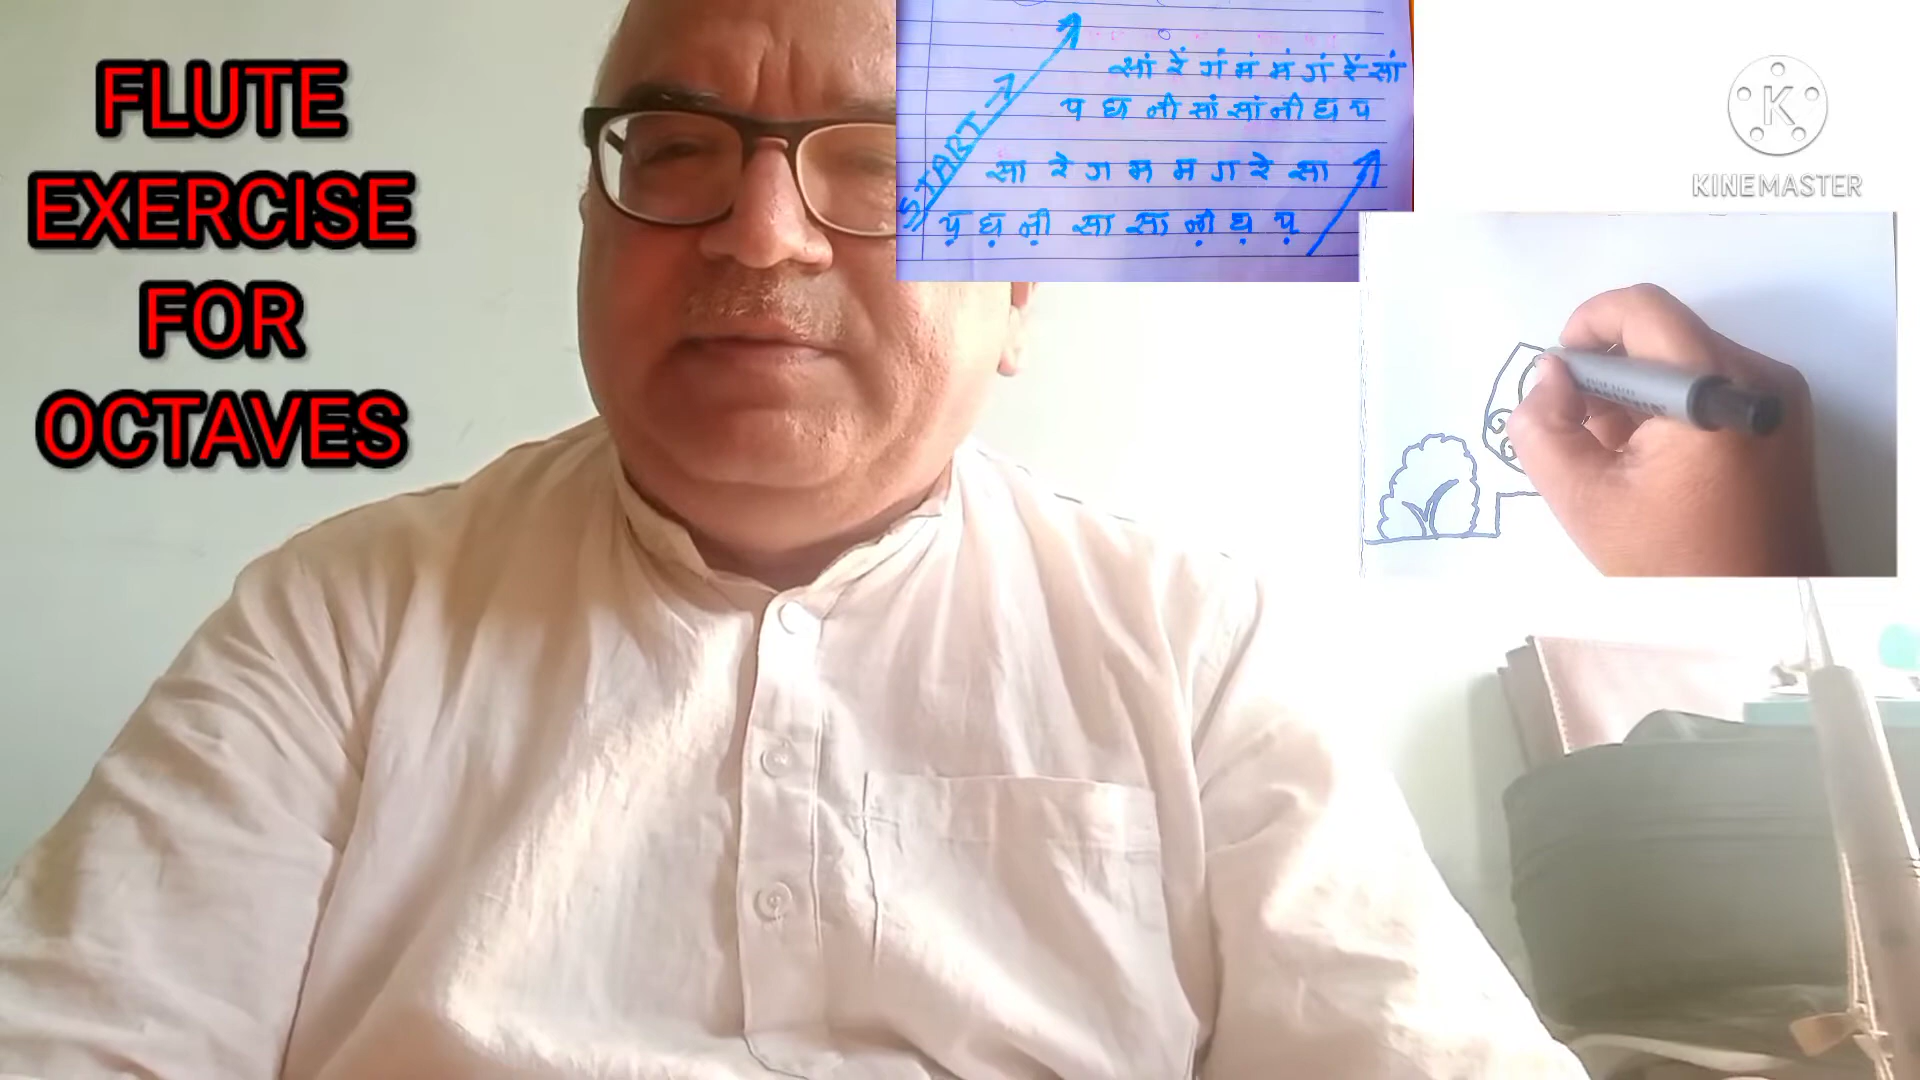 FLUTE
EXERCISE
FOR
OCTAVES
START →
सां रें गं मं मं गं रें सां
प ध नी सां सां नी ध प
सा रे ग म म ग रे सा
प़ ध़ नी़ सा सा नी़ ध़ प़
K
KINEMASTER